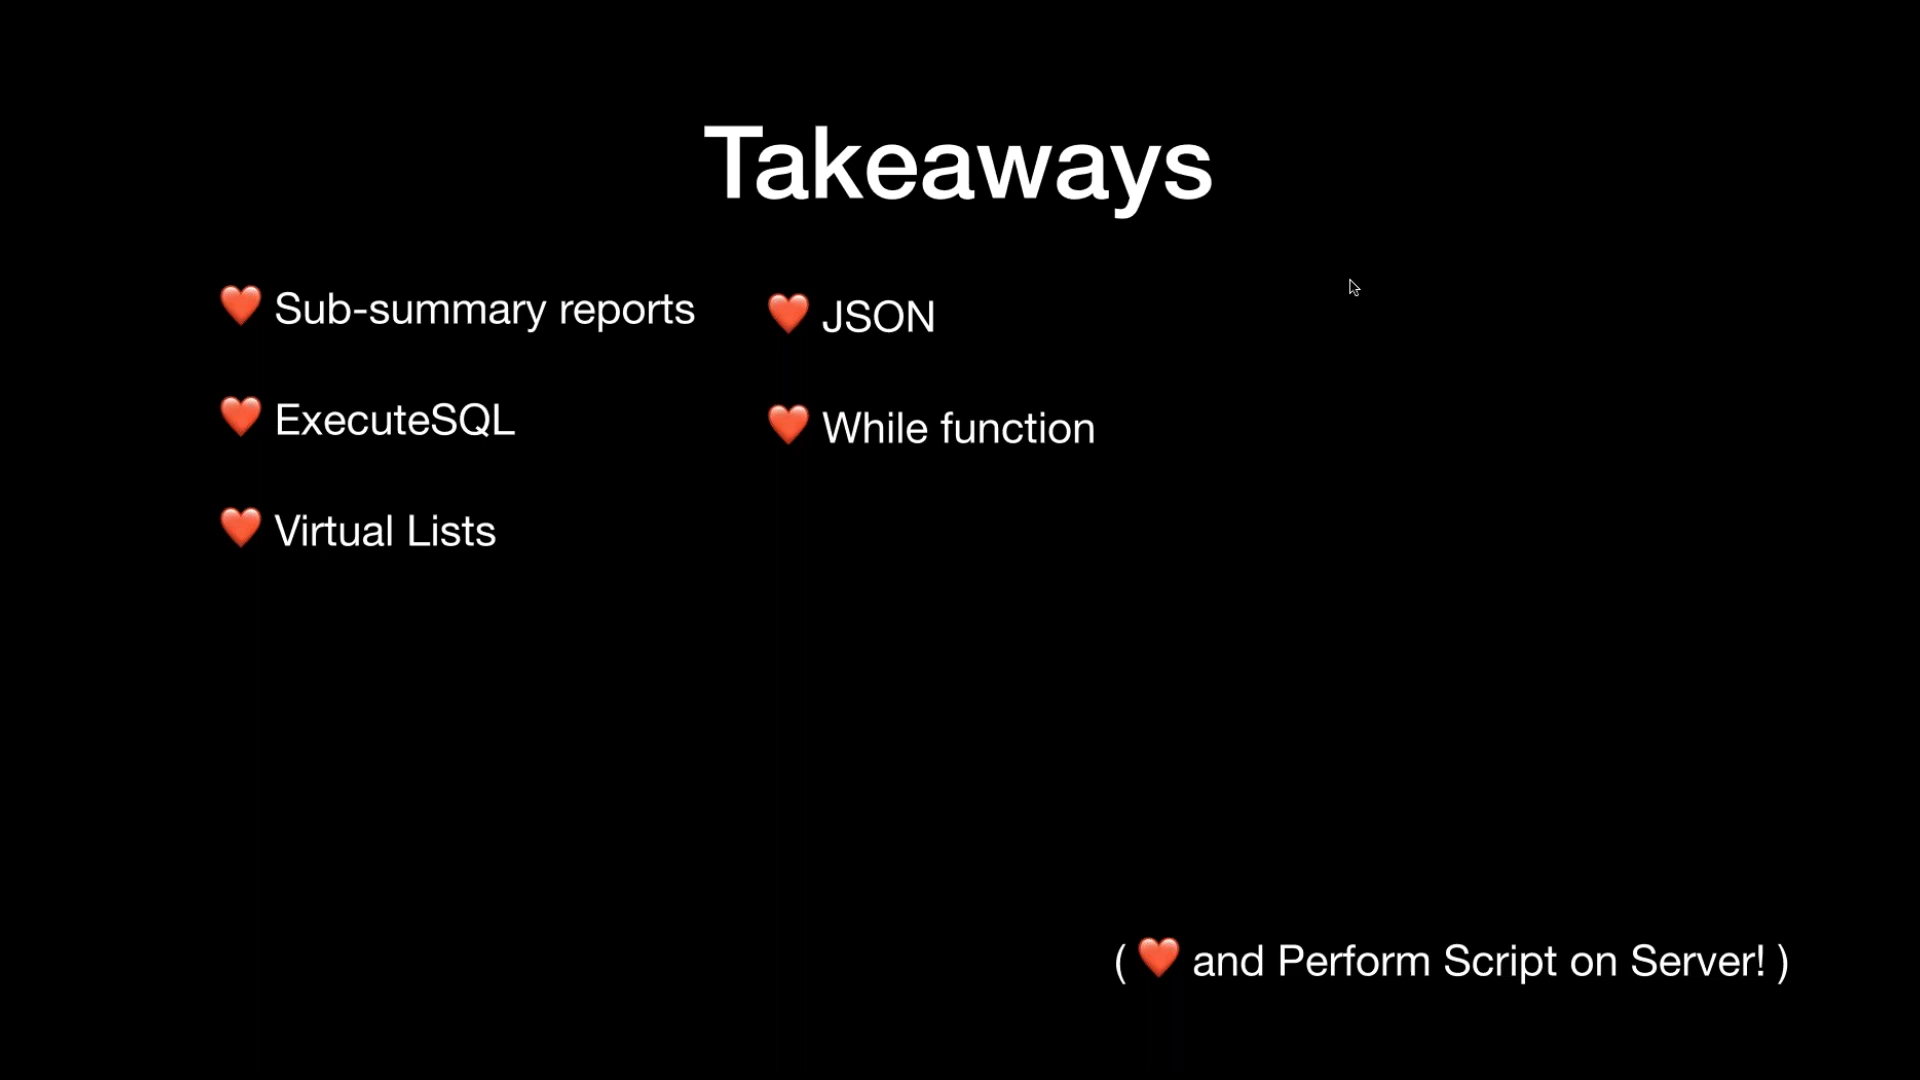 Takeaways
❤️ Sub-summary reports
❤️ ExecuteSQL
❤️ Virtual Lists
❤️ JSON
❤️ While function
( ❤️ and Perform Script on Server! )